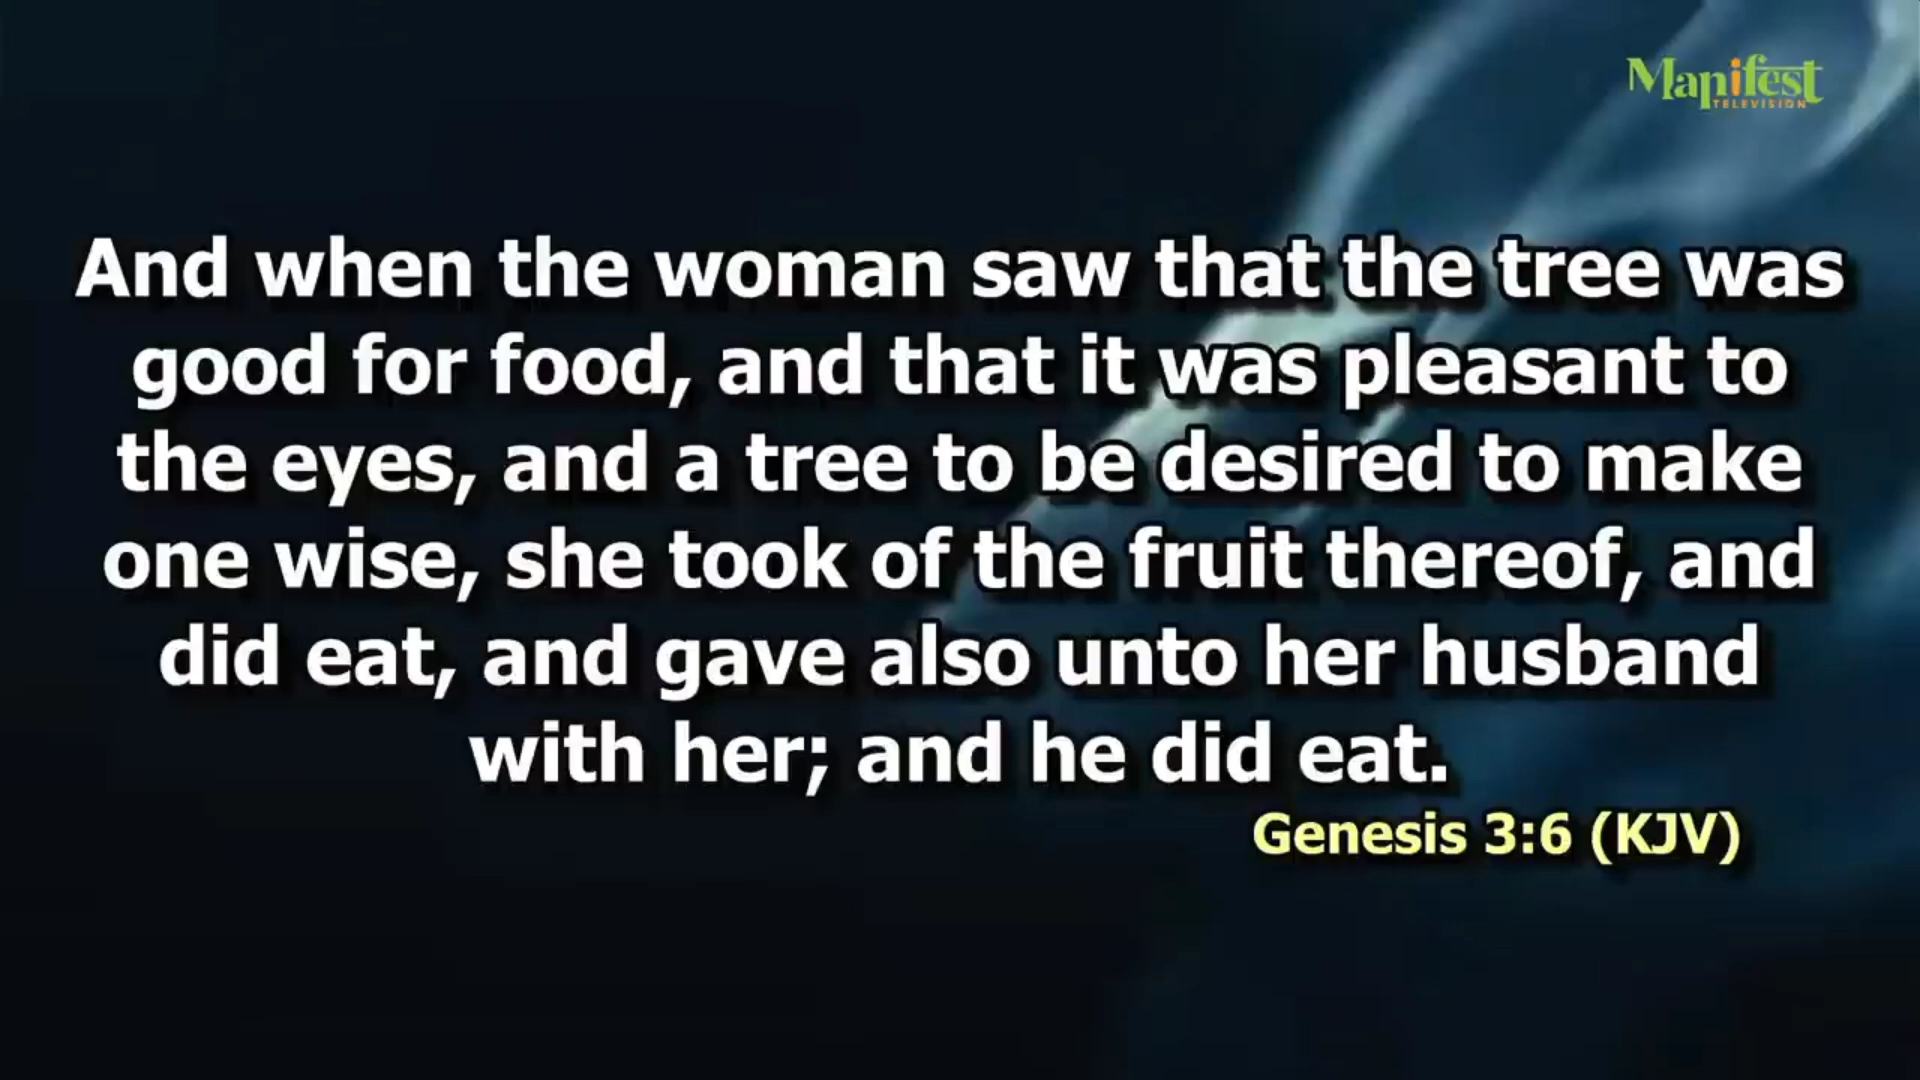 Manifest
TELEVISION
And when the woman saw that the tree was
good for food, and that it was pleasant to
the eyes, and a tree to be desired to make
one wise, she took of the fruit thereof, and
did eat, and gave also unto her husband
with her; and he did eat.
Genesis 3:6 (KJV)